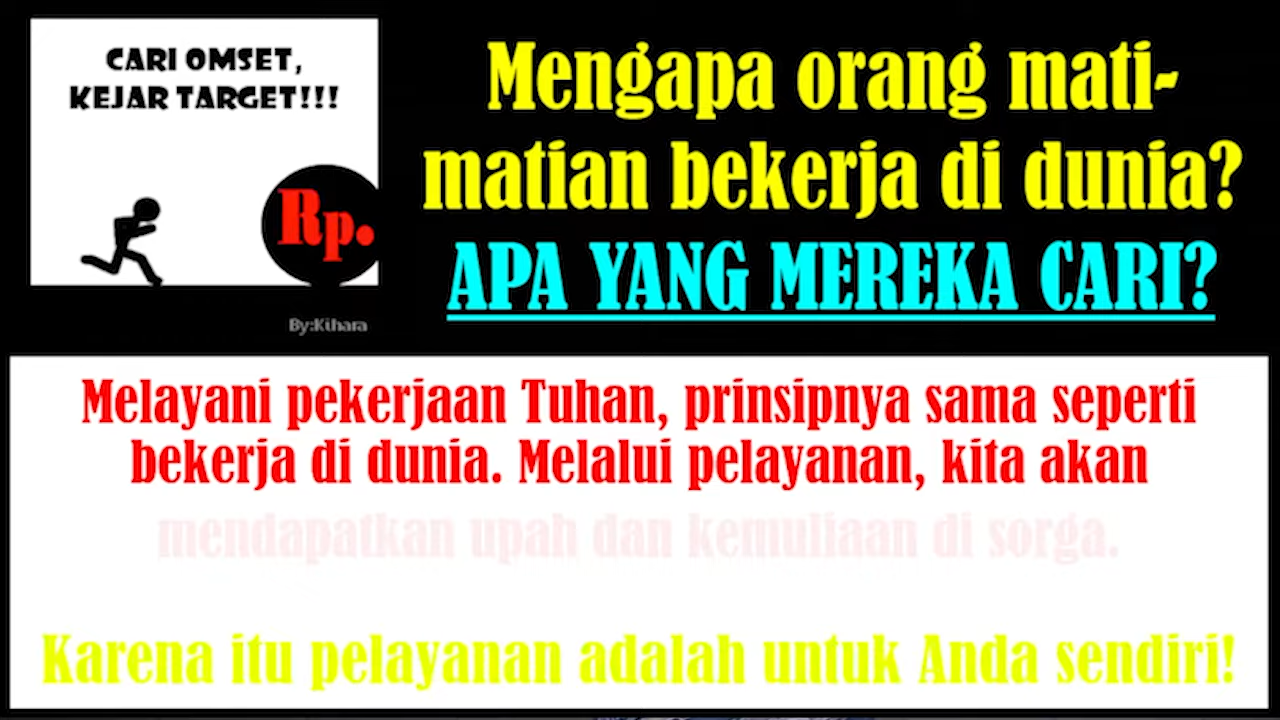 CARI OMSET,
KEJAR TARGET!!!
Rp.
By:Kihara
Mengapa orang mati-
matian bekerja di dunia?
APA YANG MEREKA CARI?
Melayani pekerjaan Tuhan, prinsipnya sama seperti
bekerja di dunia. Melalui pelayanan, kita akan
mendapatkan upah dan kemuliaan di sorga.
Karena itu pelayanan adalah untuk Anda sendiri!